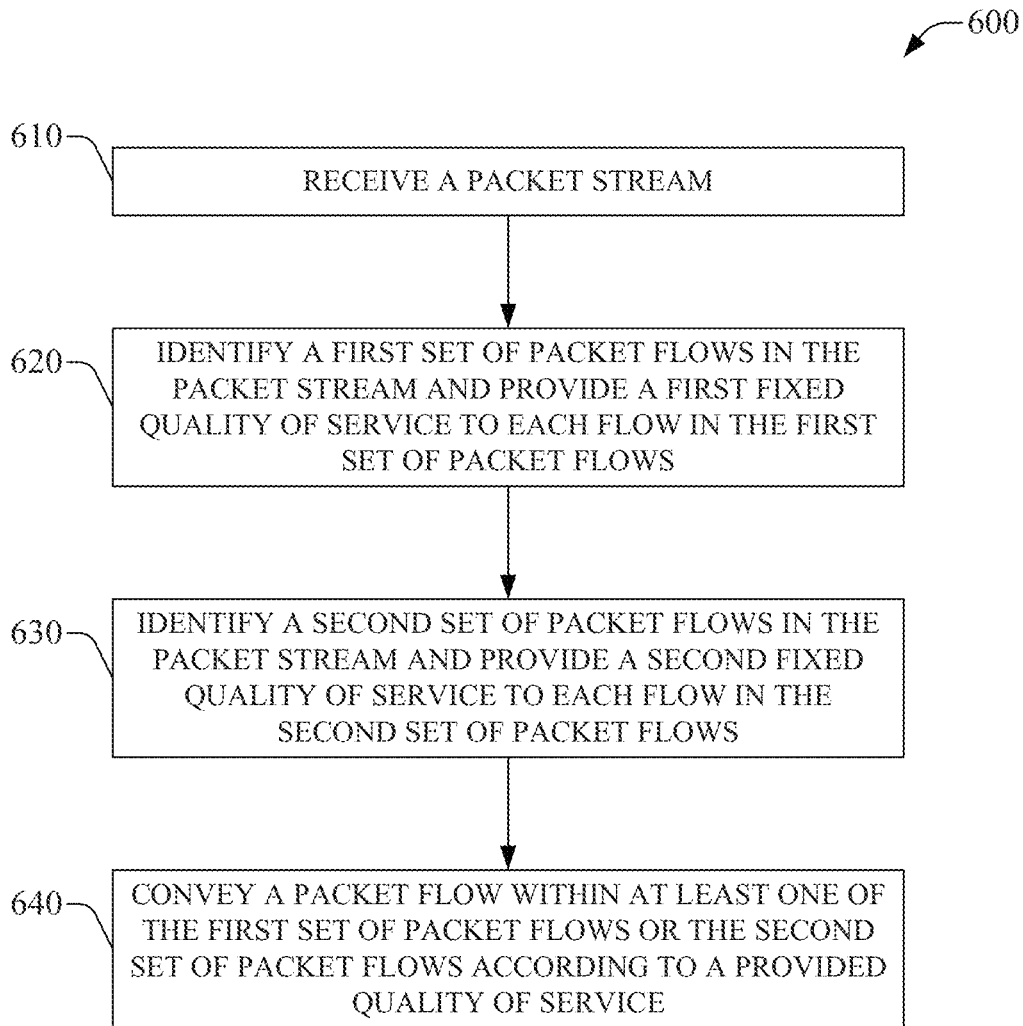 600
610
RECEIVE A PACKET STREAM
620
IDENTIFY A FIRST SET OF PACKET FLOWS IN THE
PACKET STREAM AND PROVIDE A FIRST FIXED
QUALITY OF SERVICE TO EACH FLOW IN THE FIRST
SET OF PACKET FLOWS
630
IDENTIFY A SECOND SET OF PACKET FLOWS IN THE
PACKET STREAM AND PROVIDE A SECOND FIXED
QUALITY OF SERVICE TO EACH FLOW IN THE
SECOND SET OF PACKET FLOWS
640
CONVEY A PACKET FLOW WITHIN AT LEAST ONE OF
THE FIRST SET OF PACKET FLOWS OR THE SECOND
SET OF PACKET FLOWS ACCORDING TO A PROVIDED
QUALITY OF SERVICE